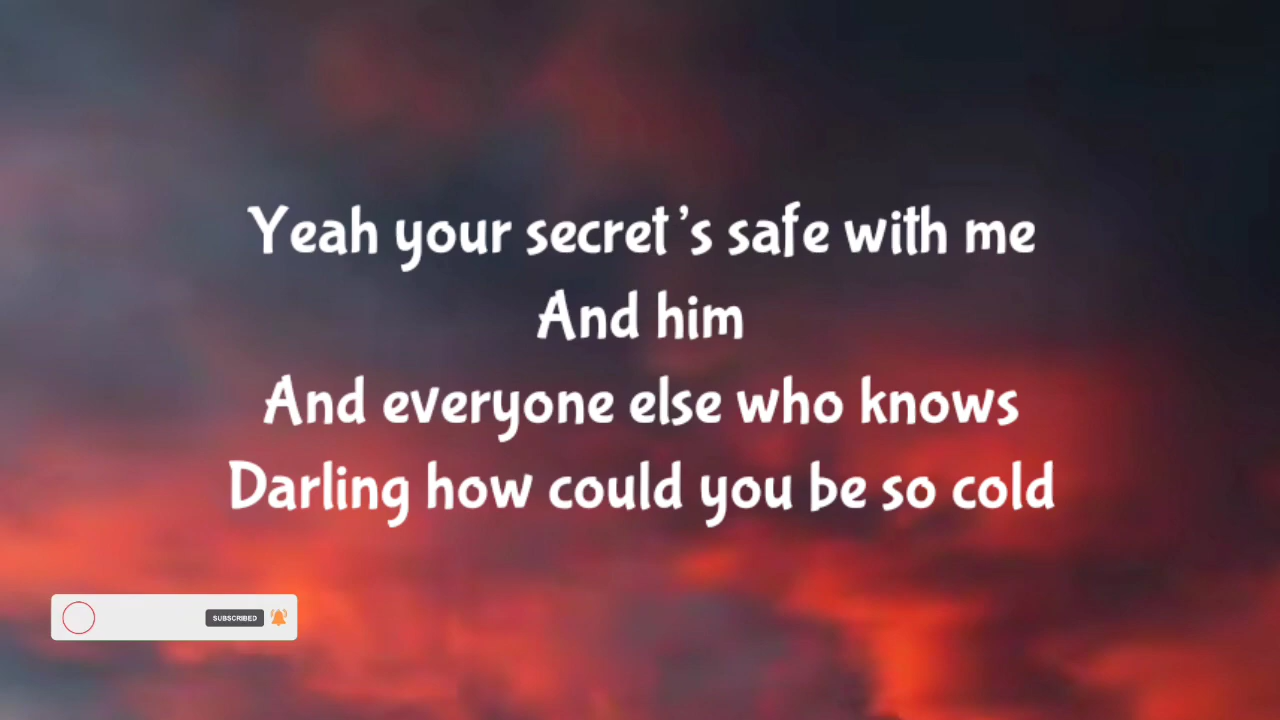 Yeah your secret's safe with me
And him
And everyone else who knows
Darling how could you be so cold
SUBSCRIBED